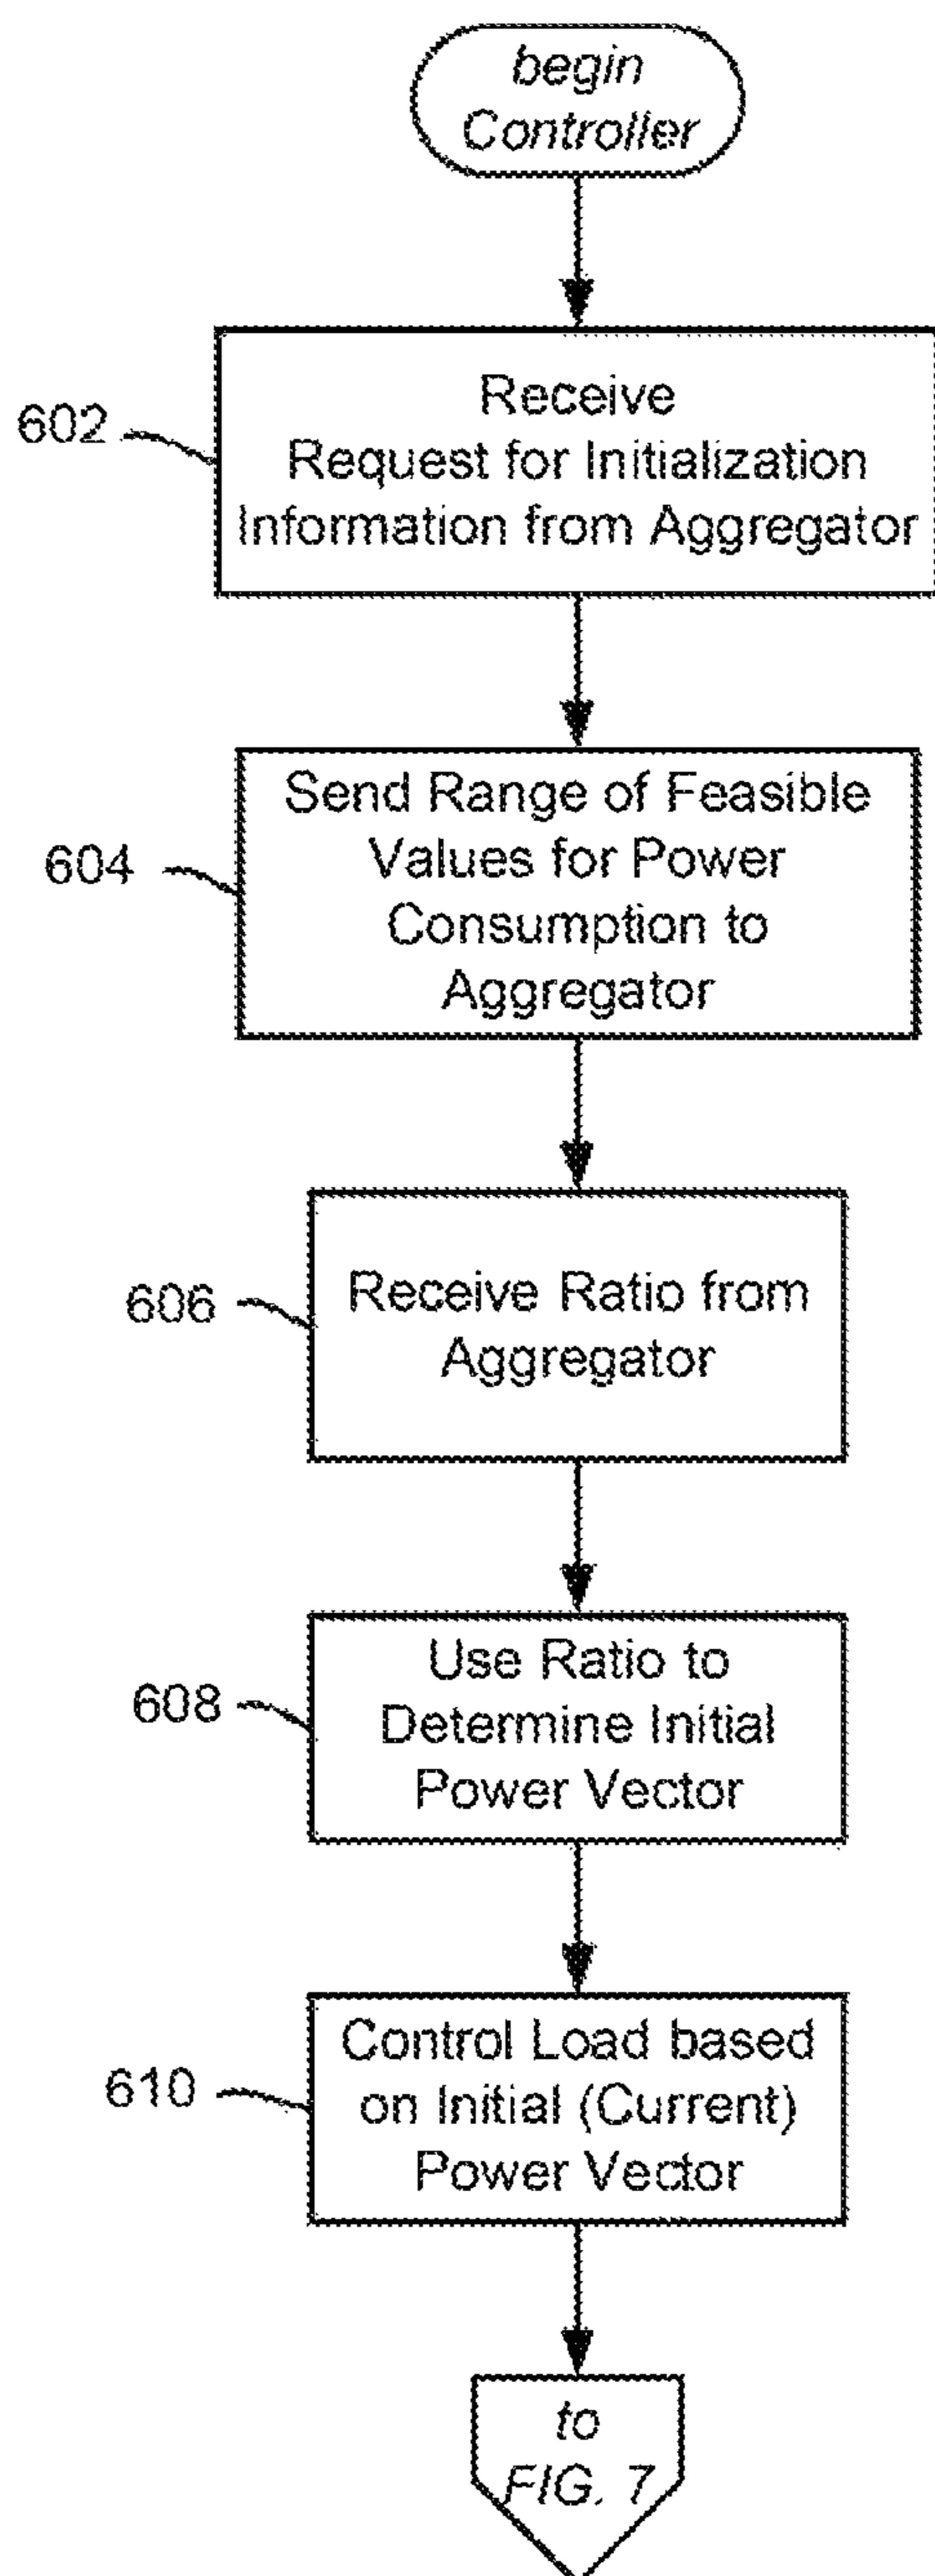 begin
Controller
602
Receive
Request for Initialization
Information from Aggregator
604
Send Range of Feasible
Values for Power
Consumption to
Aggregator
606
Receive Ratio from
Aggregator
608
Use Ratio to
Determine Initial
Power Vector
610
Control Load based
on Initial (Current)
Power Vector
to
FIG. 7